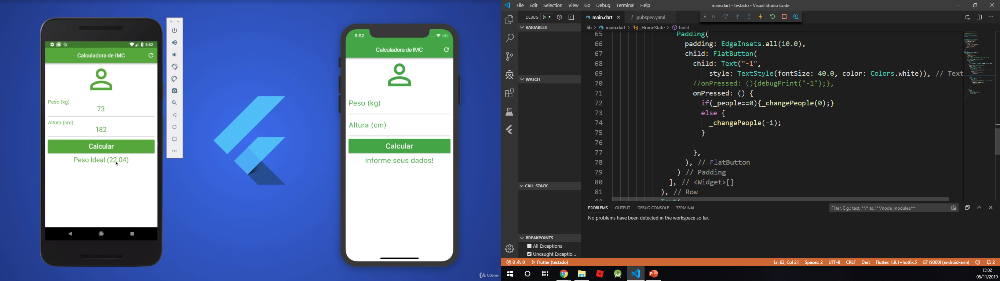 5:52
Calculadora de IMC
Peso (kg)
73
Altura (cm)
182
Calcular
Peso Ideal (22.04)
5:52
Calculadora de IMC
Peso (kg)
Altura (cm)
Calcular
Informe seus dados!
Udemy
File Edit Selection View Go Debug Terminal Help
main.dart - testado - Visual Studio Code
DEBUG
main.dart
pubspec.yaml
lib > main.dart > _HomeState > build
VARIABLES
WATCH
CALL STACK
BREAKPOINTS
All Exceptions
Uncaught Exceptio...
65 Padding(
66 padding: EdgeInsets.all(10.0),
67 child: FlatButton(
68 child: Text("-1",
69 style: TextStyle(fontSize: 40.0, color: Colors.white)), // Text
70 //onPressed: (){debugPrint("-1");},
71 onPressed: () {
72 if(_people==0){_changePeople(0);}
73 else {
74 _changePeople(-1);
75 }
76
77 },
78 ), // FlatButton
79 ) // Padding
80 ], // <Widget>[]
81 ), // Row
PROBLEMS OUTPUT DEBUG CONSOLE TERMINAL
Filter. E.g.: text, **/*.ts, !**/node_modules/**
No problems have been detected in the workspace so far.
0 0 Flutter (testado)
Ln 63, Col 21 Spaces: 2 UTF-8 CRLF Dart Flutter: 1.9.1+hotfix.5 GT I9300I (android-arm) 2
15:02
05/11/2019